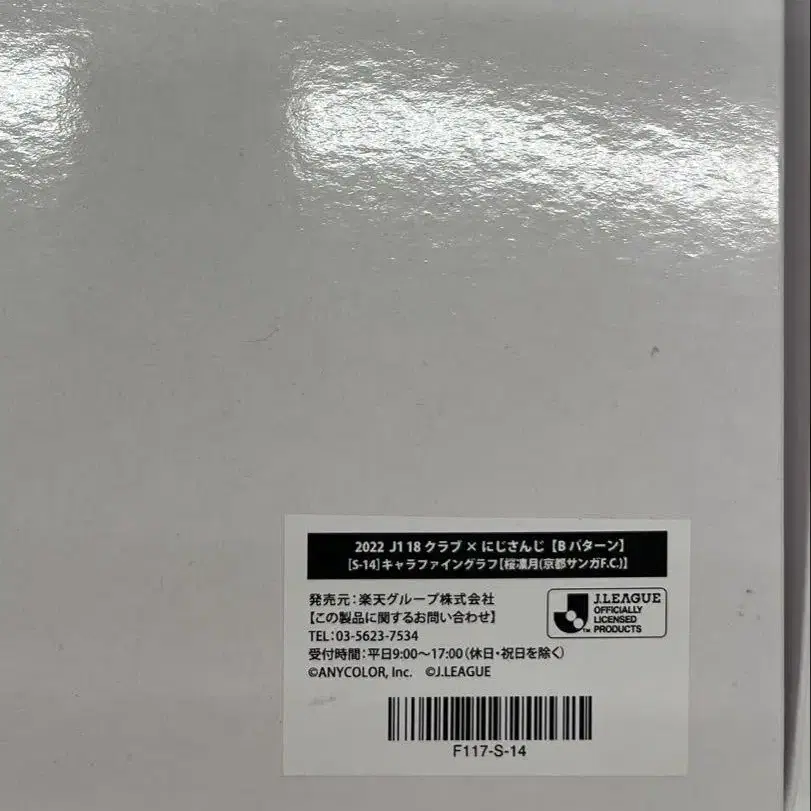 2022 J1 18 クラブ × にじさんじ【B パターン】
[S-14]キャラファイングラフ【桜凛月(京都サンガF.C.)】
発売元：楽天グループ株式会社
【この製品に関するお問い合わせ】
TEL：03-5623-7534
受付時間：平日9:00～17:00（休日・祝日を除く）
©ANYCOLOR, Inc. ©J.LEAGUE
J.LEAGUE
OFFICIALLY
LICENSED
PRODUCTS
TM
F117-S-14